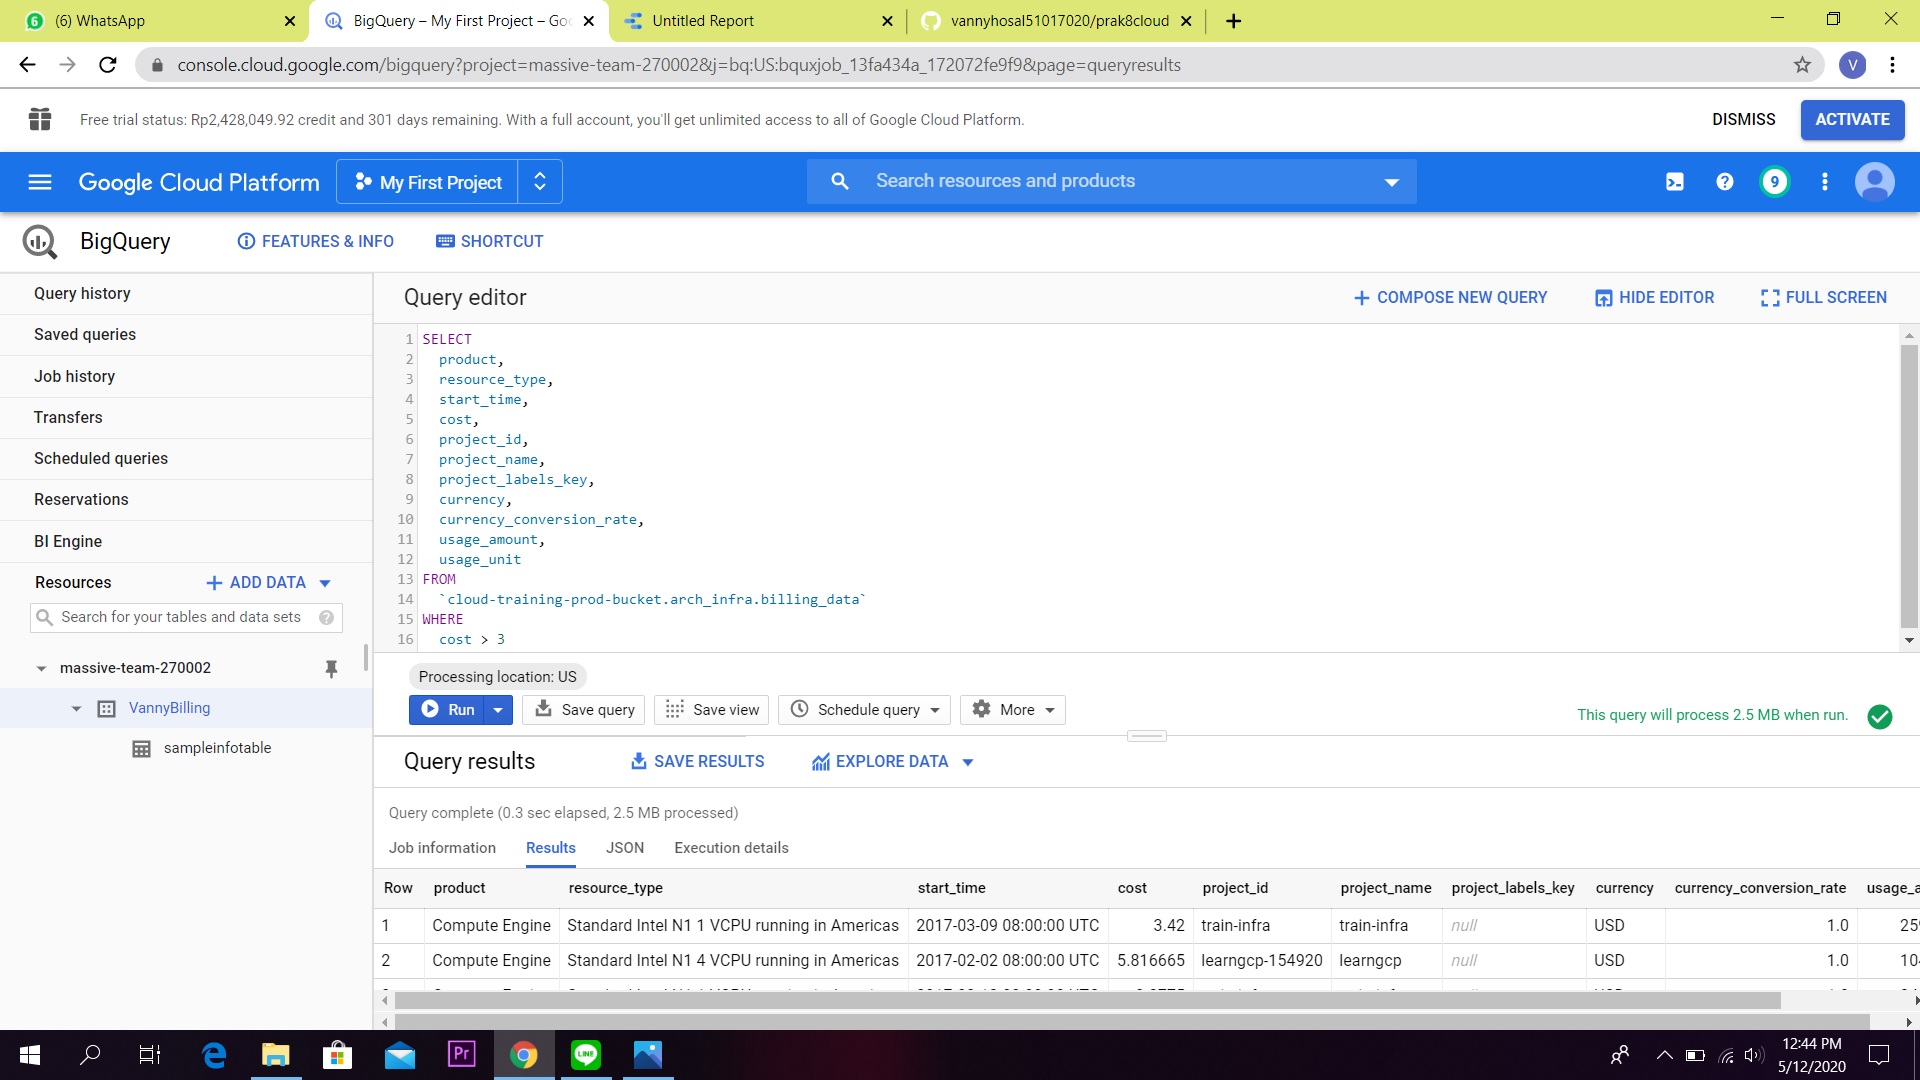 6 (6) WhatsApp
BigQuery – My First Project – Goo
Untitled Report
vannyhosal51017020/prak8cloud
console.cloud.google.com/bigquery?project=massive-team-270002&j=bq:US:bquxjob_13fa434a_172072fe9f9&page=queryresults
V
Free trial status: Rp2,428,049.92 credit and 301 days remaining. With a full account, you'll get unlimited access to all of Google Cloud Platform.
DISMISS
ACTIVATE
Google Cloud Platform
My First Project
Search resources and products
9
BigQuery
FEATURES & INFO
SHORTCUT
Query history
Saved queries
Job history
Transfers
Scheduled queries
Reservations
BI Engine
Resources
ADD DATA
Search for your tables and data sets
massive-team-270002
VannyBilling
sampleinfotable
Query editor
COMPOSE NEW QUERY
HIDE EDITOR
FULL SCREEN
1 SELECT
2 product,
3 resource_type,
4 start_time,
5 cost,
6 project_id,
7 project_name,
8 project_labels_key,
9 currency,
10 currency_conversion_rate,
11 usage_amount,
12 usage_unit
13 FROM
14 `cloud-training-prod-bucket.arch_infra.billing_data`
15 WHERE
16 cost > 3
Processing location: US
Run
Save query
Save view
Schedule query
More
This query will process 2.5 MB when run.
Query results
SAVE RESULTS
EXPLORE DATA
Query complete (0.3 sec elapsed, 2.5 MB processed)
Job information
Results
JSON
Execution details
Row product resource_type start_time cost project_id project_name project_labels_key currency currency_conversion_rate usage_a
1 Compute Engine Standard Intel N1 1 VCPU running in Americas 2017-03-09 08:00:00 UTC 3.42 train-infra train-infra null USD 1.0 25
2 Compute Engine Standard Intel N1 4 VCPU running in Americas 2017-02-02 08:00:00 UTC 5.816665 learngcp-154920 learngcp null USD 1.0 10
Pr
LINE
12:44 PM
5/12/2020